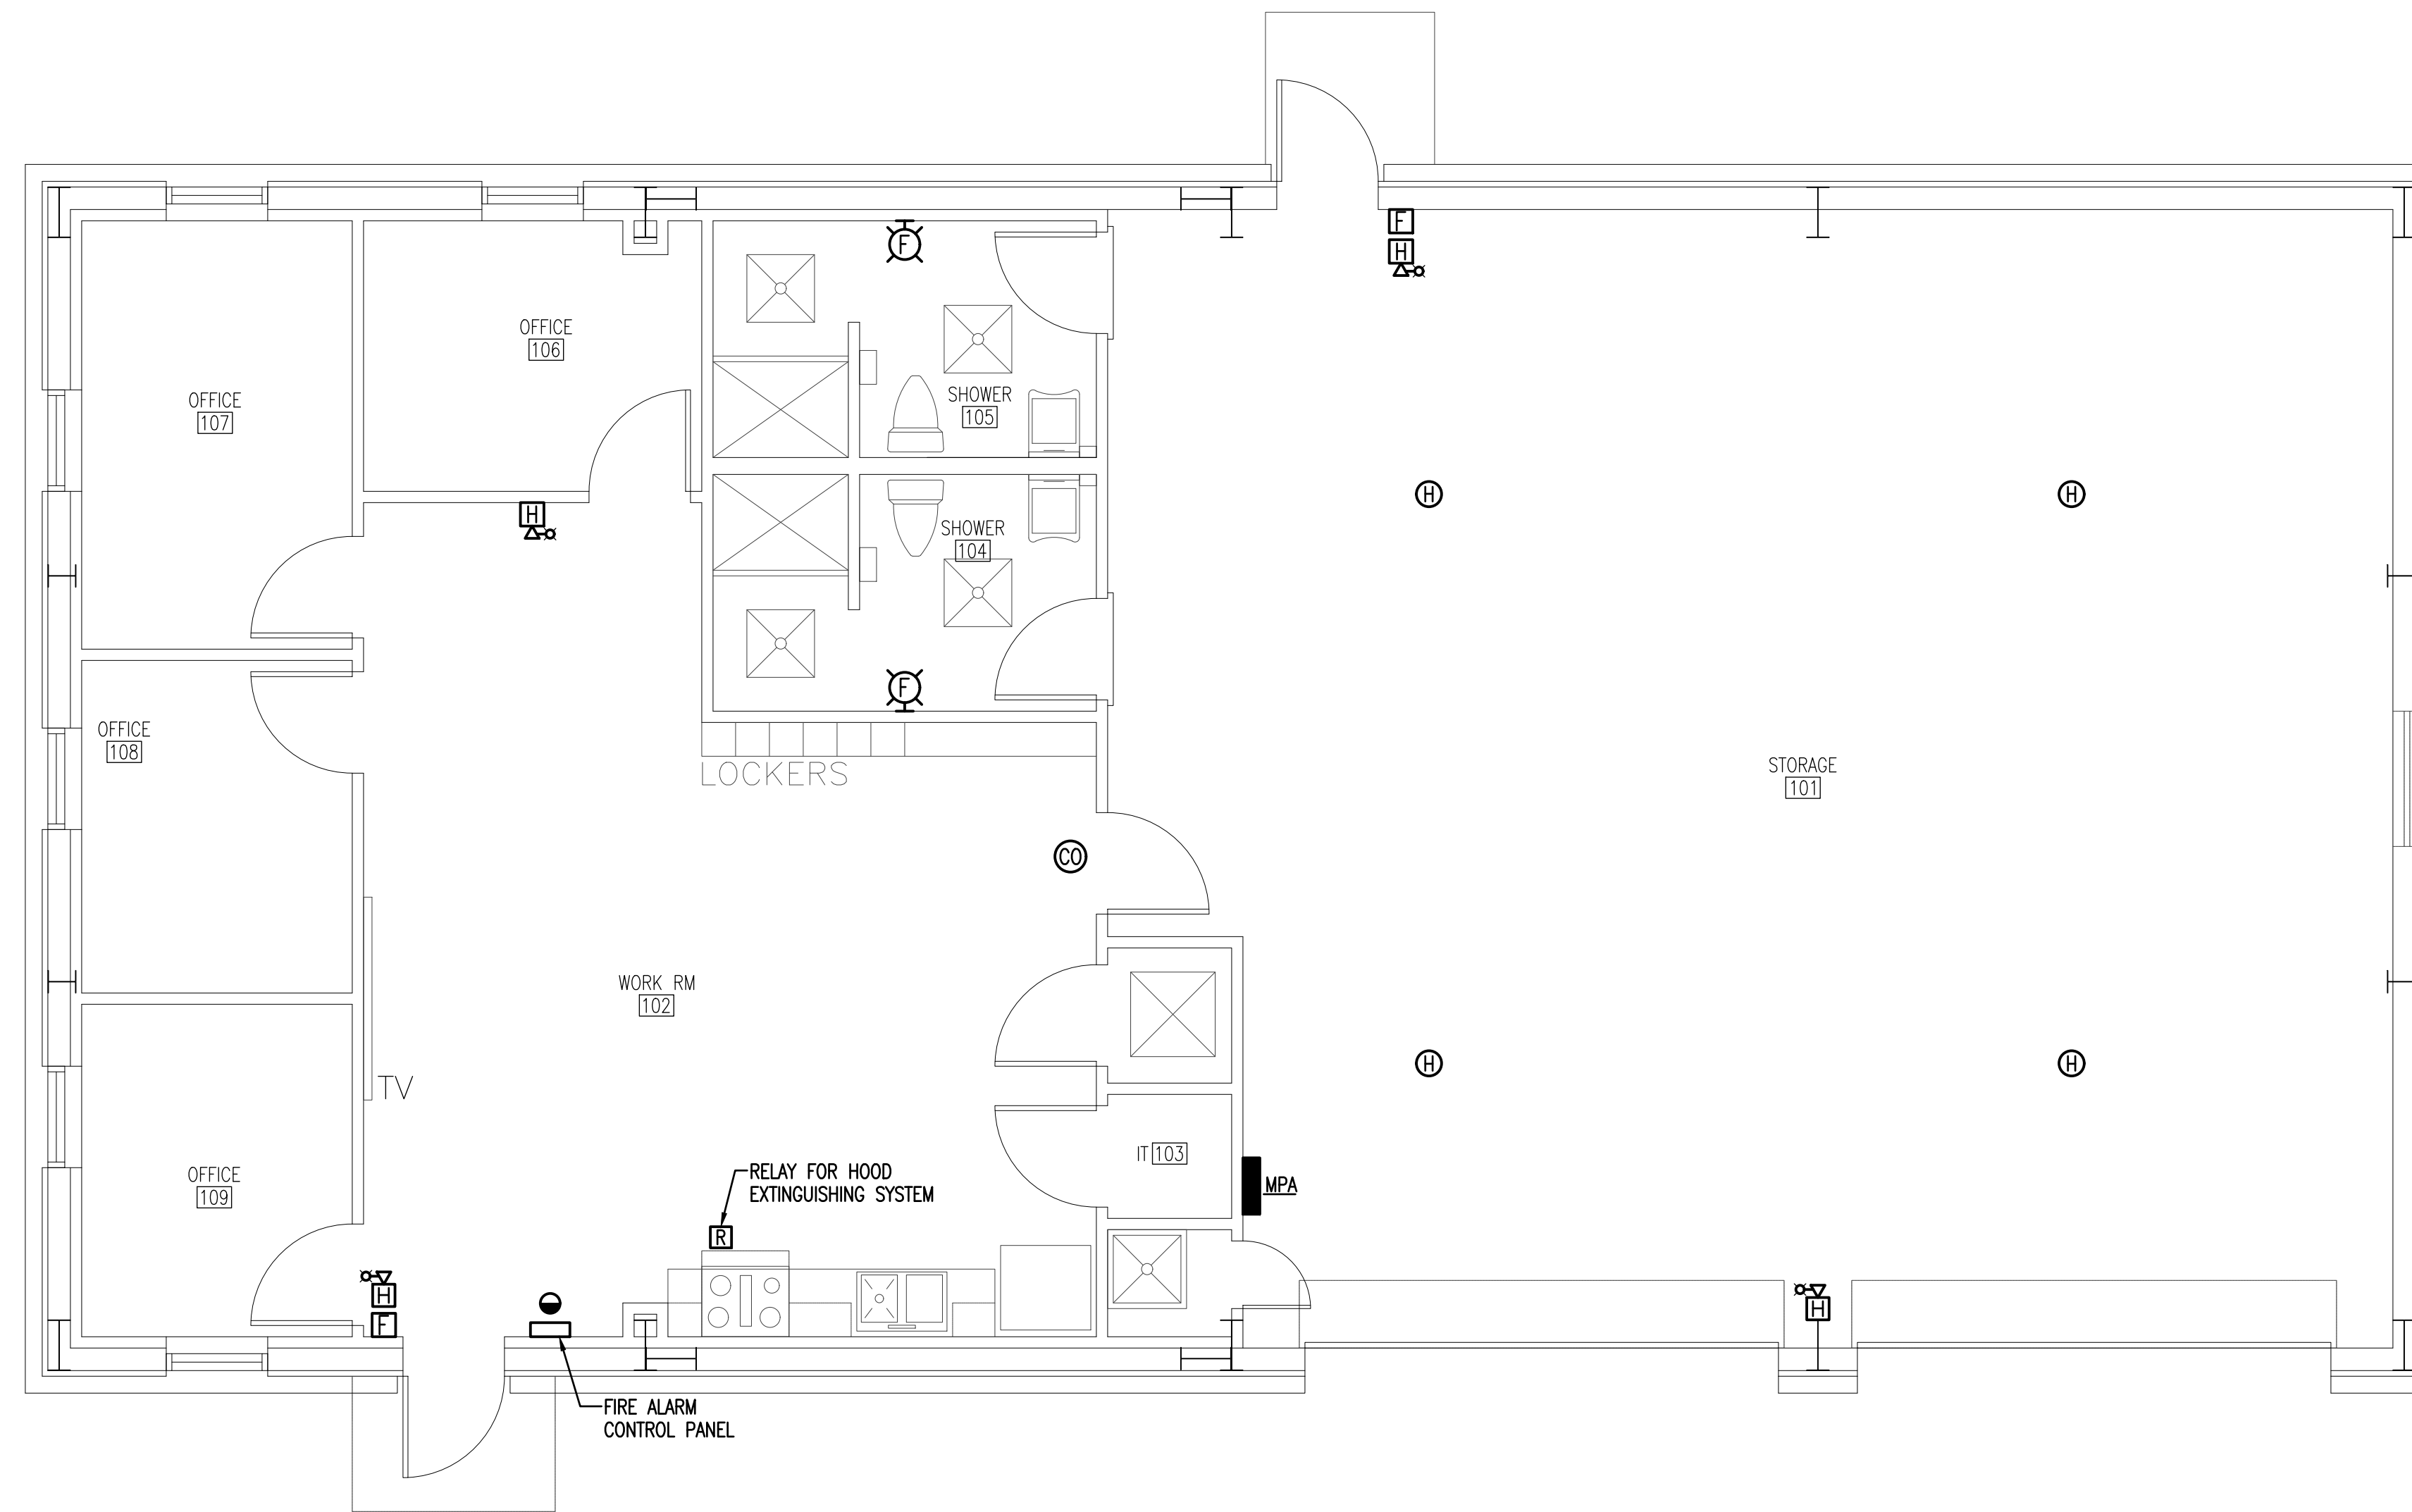 F
F
H
OFFICE
106
OFFICE
107
SHOWER
105
H
H
H
SHOWER
104
F
OFFICE
108
LOCKERS
STORAGE
101
CO
WORK RM
102
H
H
TV
IT 103
RELAY FOR HOOD
EXTINGUISHING SYSTEM
MPA
OFFICE
109
R
H
F
H
FIRE ALARM
CONTROL PANEL